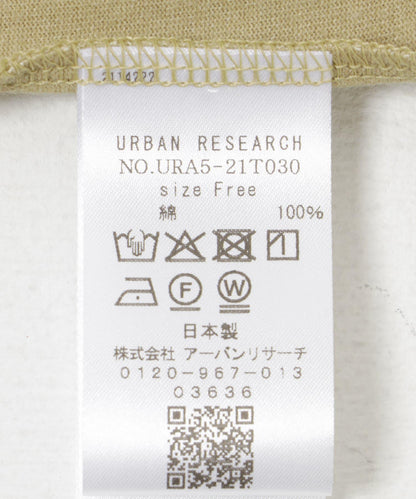 2114222
URBAN RESEARCH
NO.URA5-21T030
size Free
綿 100%
F W
日本製
株式会社 アーバンリサーチ
0120-967-013
03636